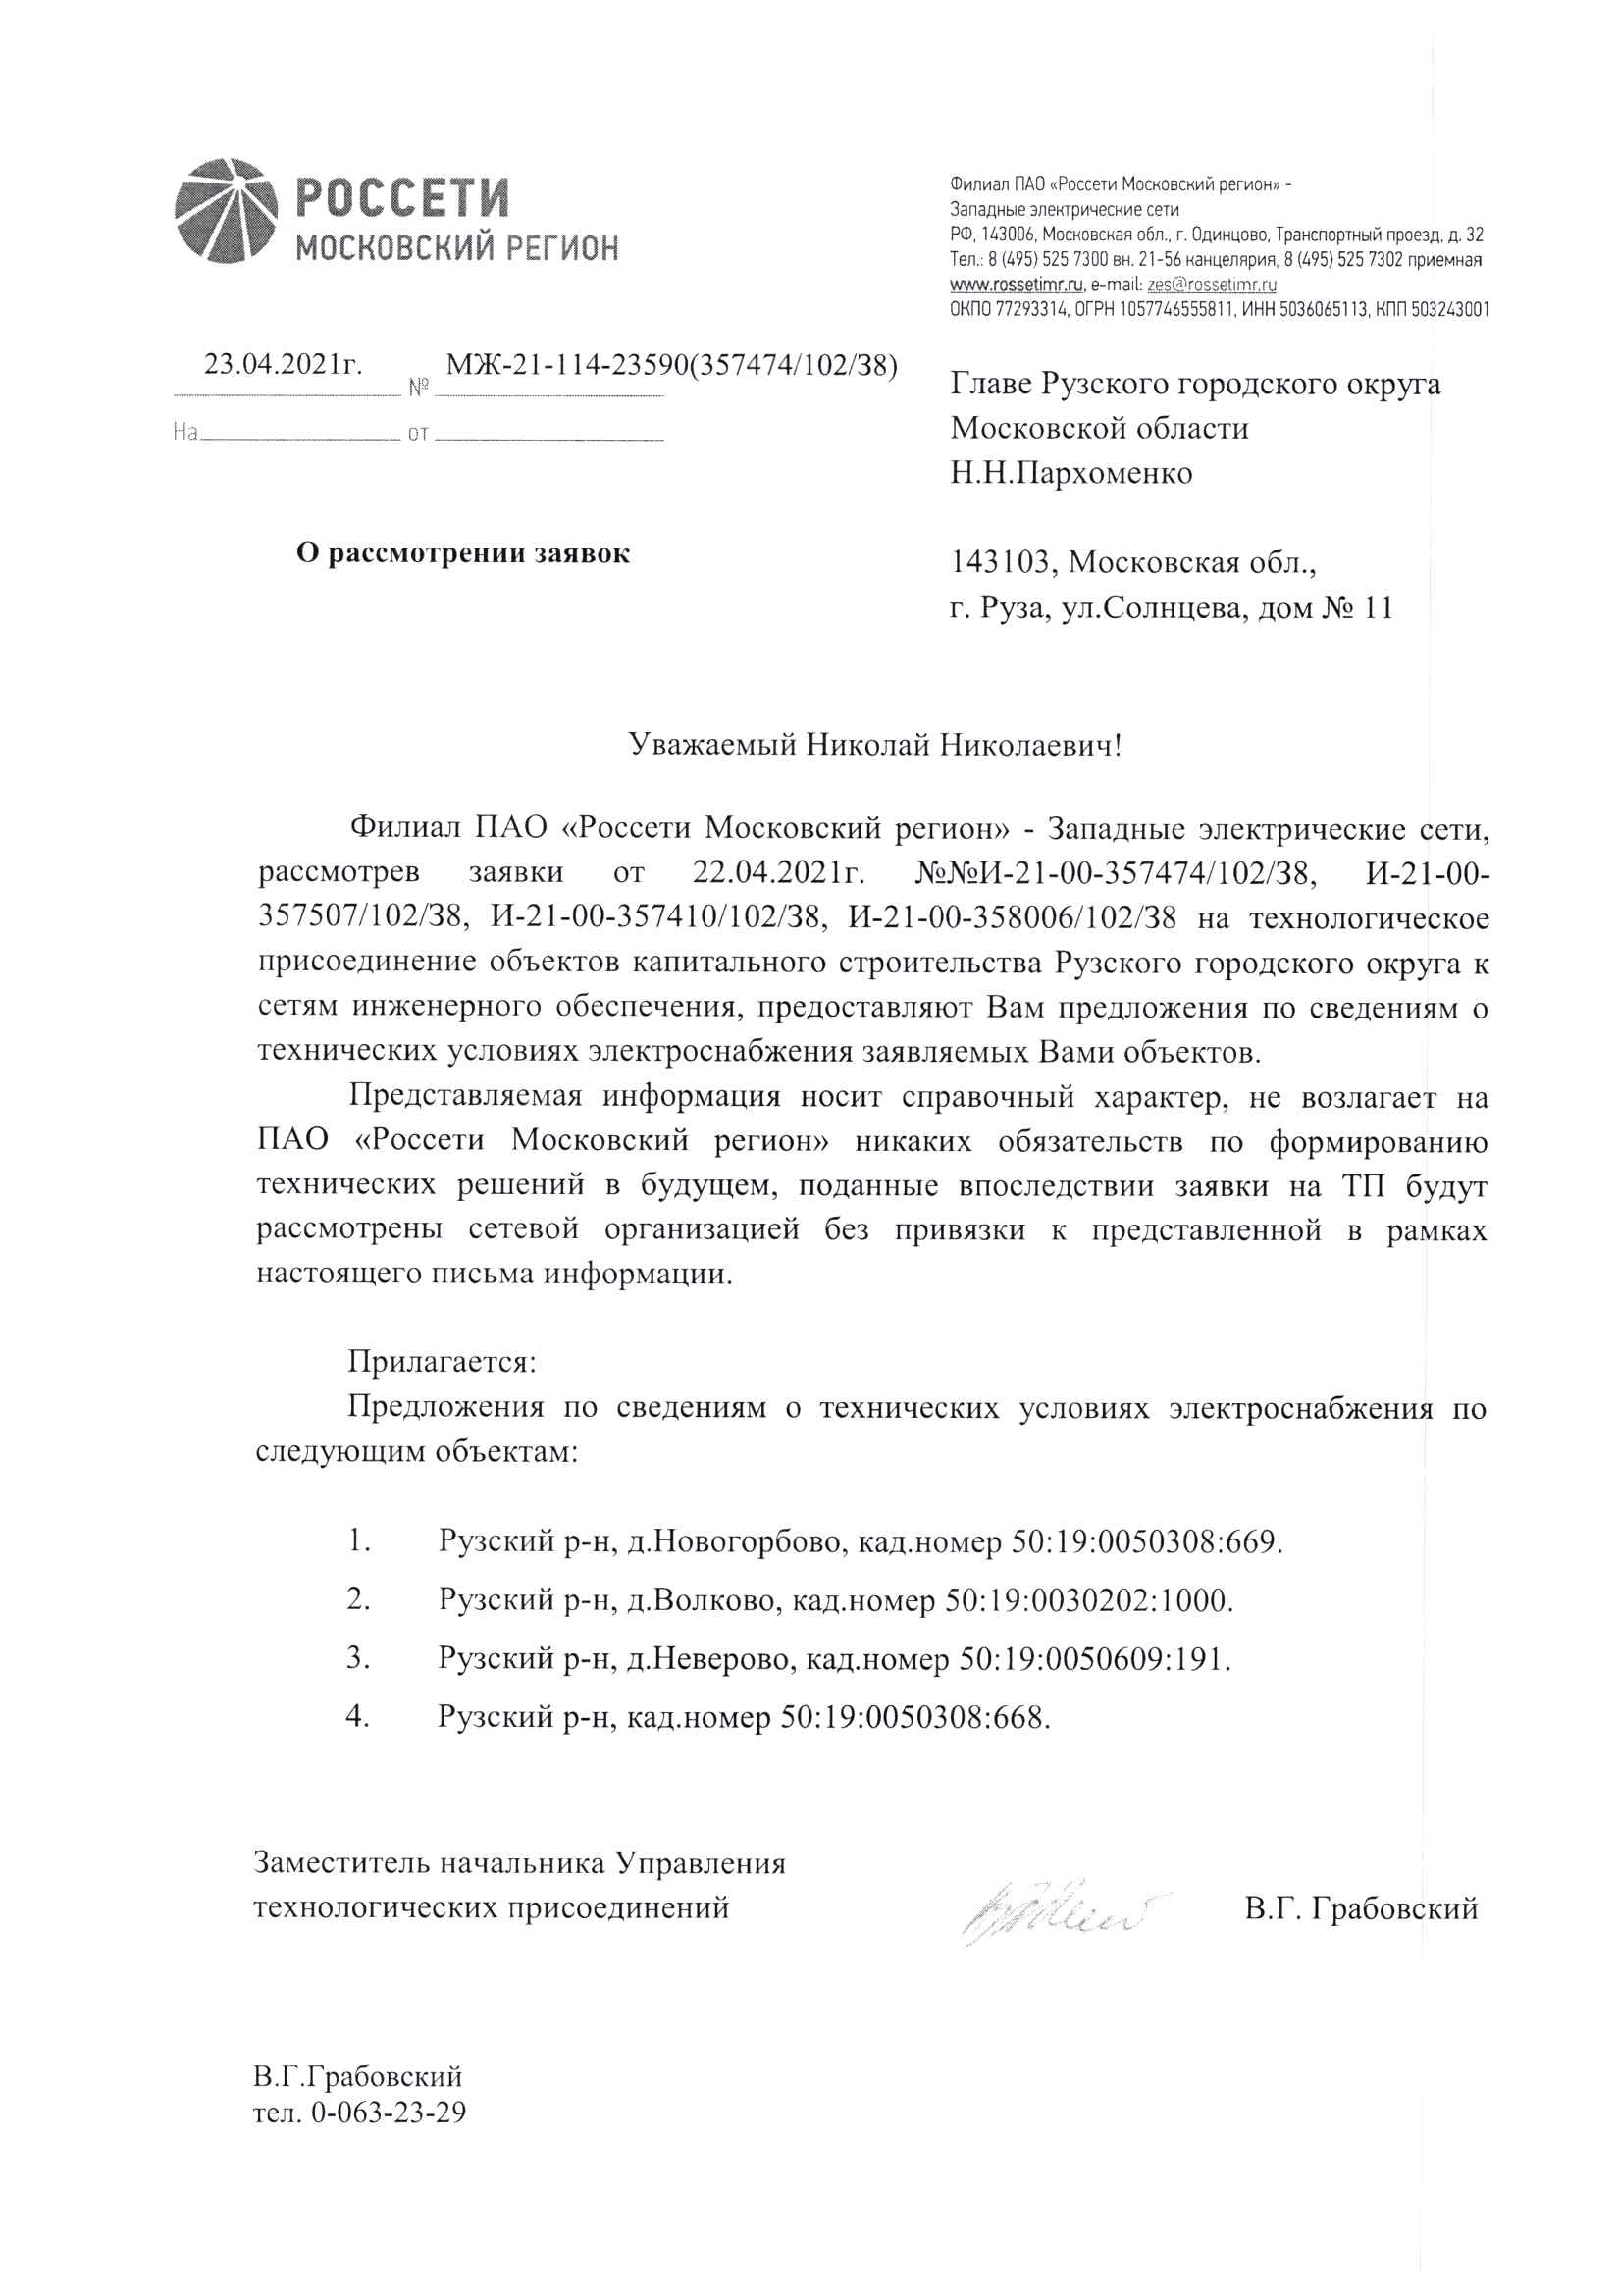 РОССЕТИ
МОСКОВСКИЙ РЕГИОН
Филиал ПАО «Россети Московский регион» -
Западные электрические сети
РФ, 143006, Московская обл., г. Одинцово, Транспортный проезд, д. 32
Тел.: 8 (495) 525 7300 вн. 21-56 канцелярия, 8 (495) 525 7302 приемная
www.rossetimr.ru, e-mail: zes@rossetimr.ru
ОКПО 77293314, ОГРН 1057746555811, ИНН 5036065113, КПП 503243001
23.04.2021г. № МЖ-21-114-23590(357474/102/38)
На от
Главе Рузского городского округа
Московской области
Н.Н.Пархоменко
О рассмотрении заявок
143103, Московская обл.,
г. Руза, ул.Солнцева, дом № 11
Уважаемый Николай Николаевич!
Филиал ПАО «Россети Московский регион» - Западные электрические сети,
рассмотрев заявки от 22.04.2021г. №№И-21-00-357474/102/38, И-21-00-
357507/102/38, И-21-00-357410/102/38, И-21-00-358006/102/38 на технологическое
присоединение объектов капитального строительства Рузского городского округа к
сетям инженерного обеспечения, предоставляют Вам предложения по сведениям о
технических условиях электроснабжения заявляемых Вами объектов.
Представляемая информация носит справочный характер, не возлагает на
ПАО «Россети Московский регион» никаких обязательств по формированию
технических решений в будущем, поданные впоследствии заявки на ТП будут
рассмотрены сетевой организацией без привязки к представленной в рамках
настоящего письма информации.
Прилагается:
Предложения по сведениям о технических условиях электроснабжения по
следующим объектам:
1. Рузский р-н, д.Новогорбово, кад.номер 50:19:0050308:669.
2. Рузский р-н, д.Волково, кад.номер 50:19:0030202:1000.
3. Рузский р-н, д.Неверово, кад.номер 50:19:0050609:191.
4. Рузский р-н, кад.номер 50:19:0050308:668.
Заместитель начальника Управления
технологических присоединений В.Г. Грабовский
В.Г.Грабовский
тел. 0-063-23-29